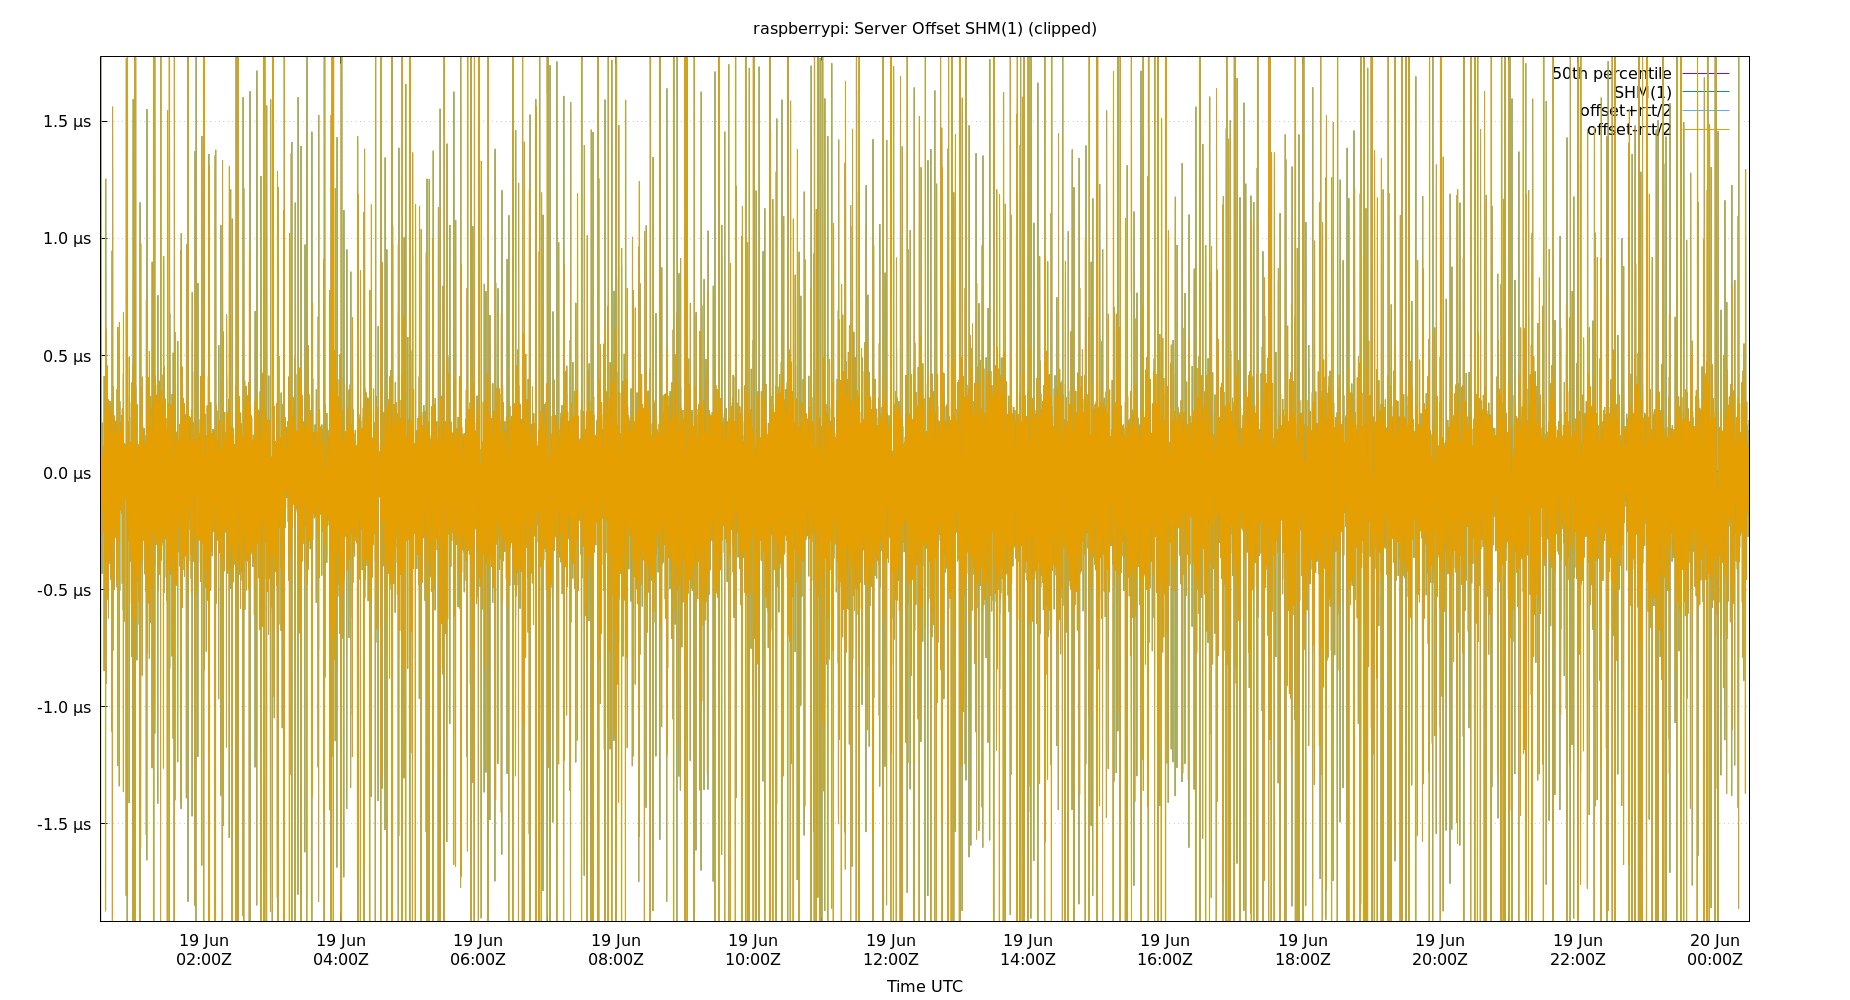 raspberrypi: Server Offset SHM(1) (clipped)
50th percentile
SHM(1)
offset+rtt/2
offset-rtt/2
1.5 µs
1.0 µs
0.5 µs
0.0 µs
-0.5 µs
-1.0 µs
-1.5 µs
19 Jun 19 Jun 19 Jun 19 Jun 19 Jun 19 Jun 19 Jun 19 Jun 19 Jun 19 Jun 19 Jun 20 Jun
02:00Z 04:00Z 06:00Z 08:00Z 10:00Z 12:00Z 14:00Z 16:00Z 18:00Z 20:00Z 22:00Z 00:00Z
Time UTC